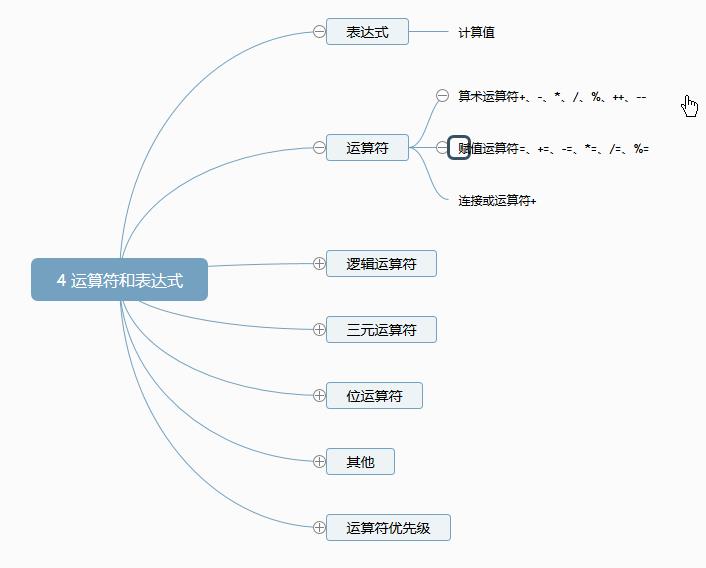 表达式
计算值
算术运算符+、-、*、/、%、++、--
运算符
赋值运算符=、+=、-=、*=、/=、%=
连接或运算符+
4 运算符和表达式
逻辑运算符
三元运算符
位运算符
其他
运算符优先级